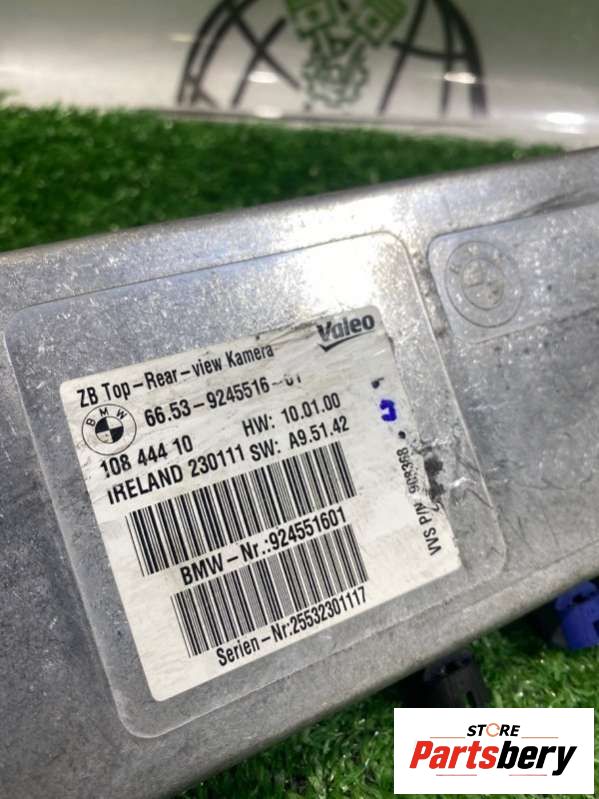 ZB Top-Rear-view Kamera
Valeo
BMW
66.53-9245516-01
108 444 10 HW: 10.01.00
IRELAND 230111 SW: A9.51.42
BMW-Nr.:924551601
Serien-Nr:25532301117
VVS P/N 908368
STORE
Partsbery